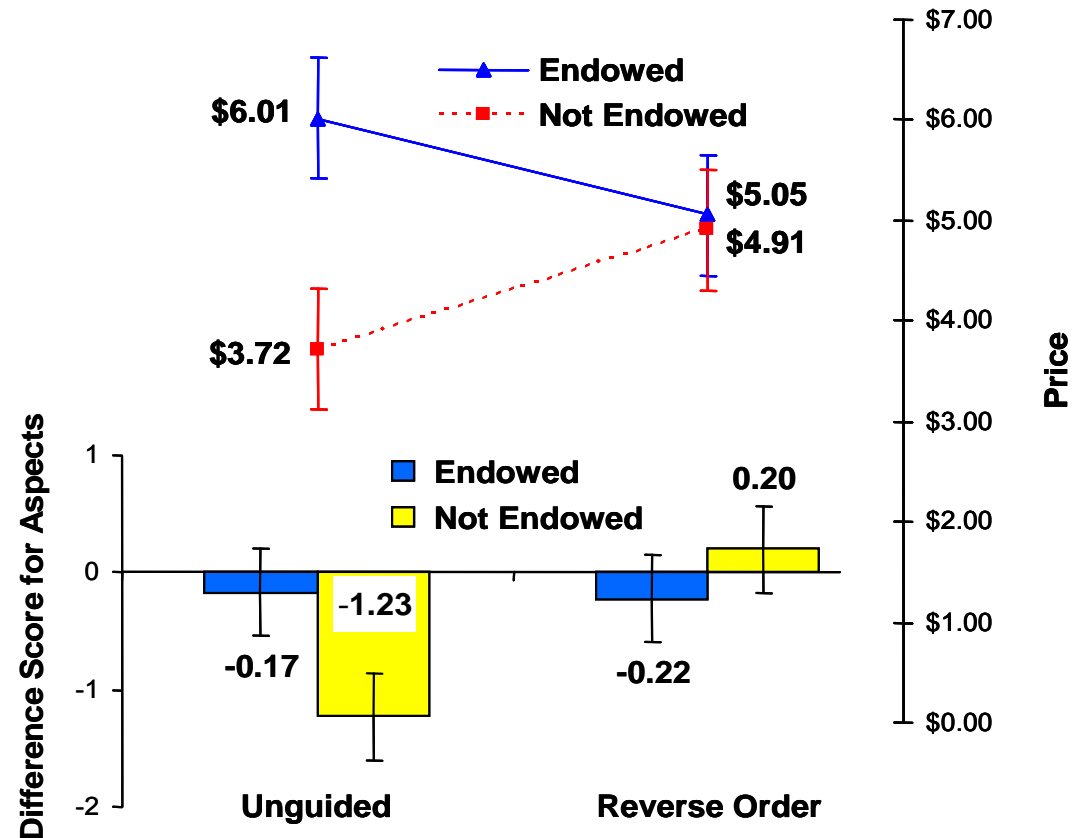 $7.00
Endowed
$6.01
$6.00
Not Endowed
$5.05
$5.00
$4.91
$4.00
$3.72
Price
$3.00
Difference Score for Aspects
1
Endowed
0.20
Not Endowed
$2.00
0
-1.23
$1.00
-0.17
-0.22
-1
$0.00
-2
Unguided
Reverse Order